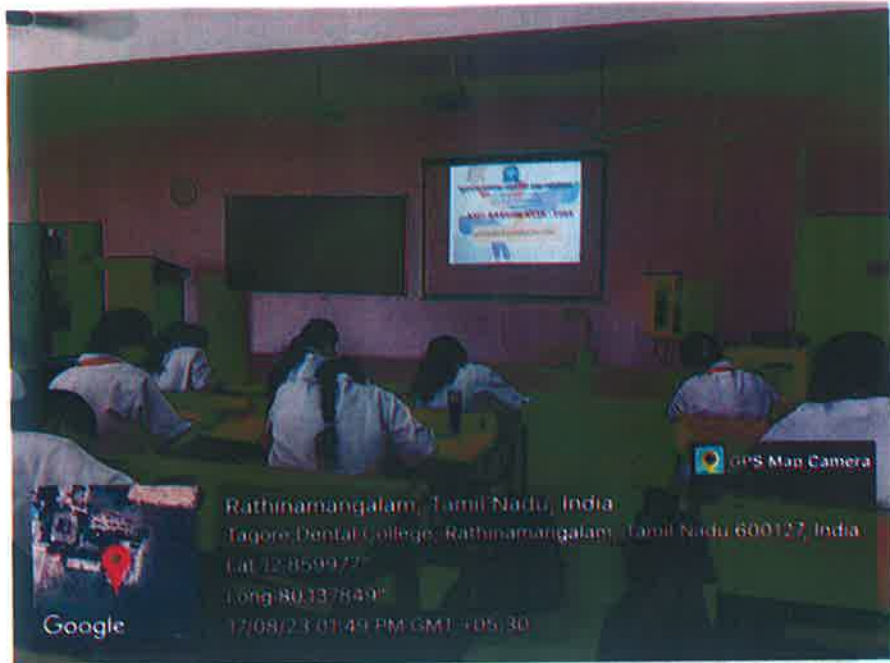 GPS Map Camera
Rathinamangalam, Tamil Nadu, India
Tagore Dental College, Rathinamangalam, Tamil Nadu 600127, India
Lat 12.859977°
Long 80.137849°
17/08/23 01:49 PM GMT +05:30
Google